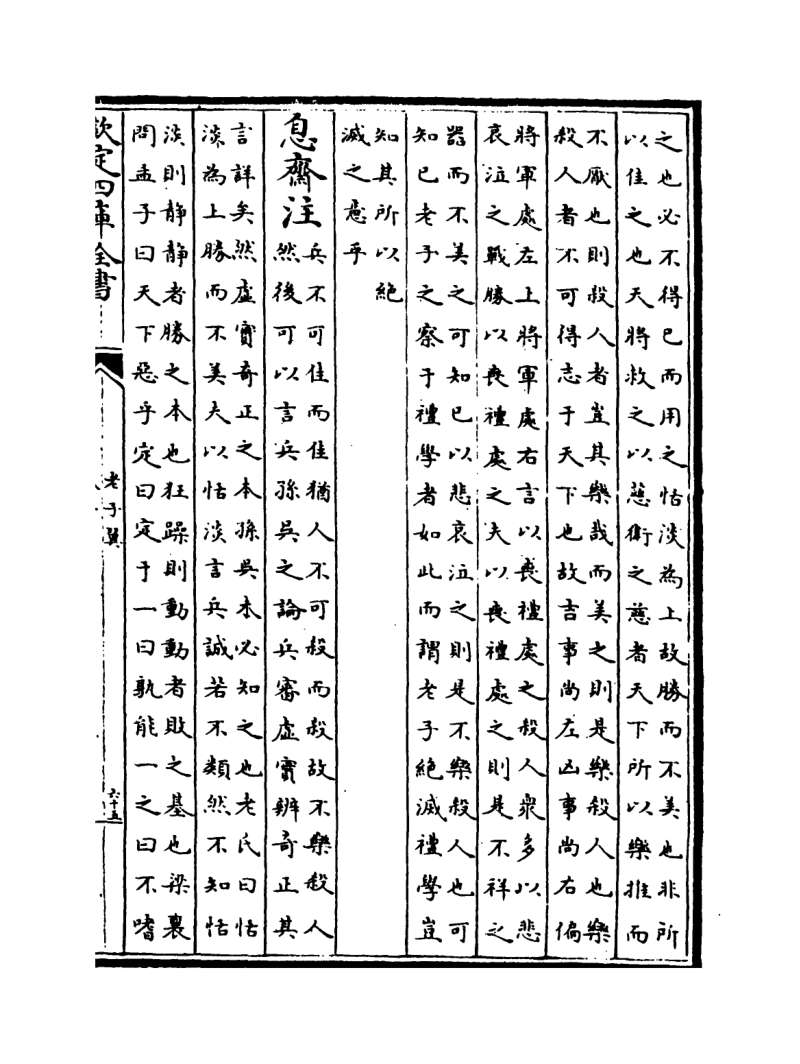 之也必不得已而用之恬淡為上故勝而不美也非所
以佳之也天將救之以慈衛之慈者天下所以樂推而
不厭也則殺人者豈其樂哉而美之則是樂殺人也樂
殺人者不可得志于天下也故吉事尚左凶事尚右偏
將軍處左上將軍處右言以喪禮處之殺人衆多以悲
哀泣之戰勝以喪禮處之夫以喪禮處之則是不祥之
器而不美之可知已以悲哀泣之則是不樂殺人也可
知已老子之察于禮學者如此而謂老子絶滅禮學豈
知其所以絶
滅之意乎
息齋注
兵不可佳而佳猶人不可殺而殺故不樂殺人
然後可以言兵孫吳之論兵審虛實辨奇正其
言詳矣然虛實奇正之本孫吳未必知之也老氏曰恬
淡為上勝而不美夫以恬淡言兵誠若不類然不知恬
淡則静静者勝之本也狂躁則動動者敗之基也梁襄
問孟子曰天下惡乎定曰定于一曰孰能一之曰不嗜
欽定四庫全書
老子翼
六十五